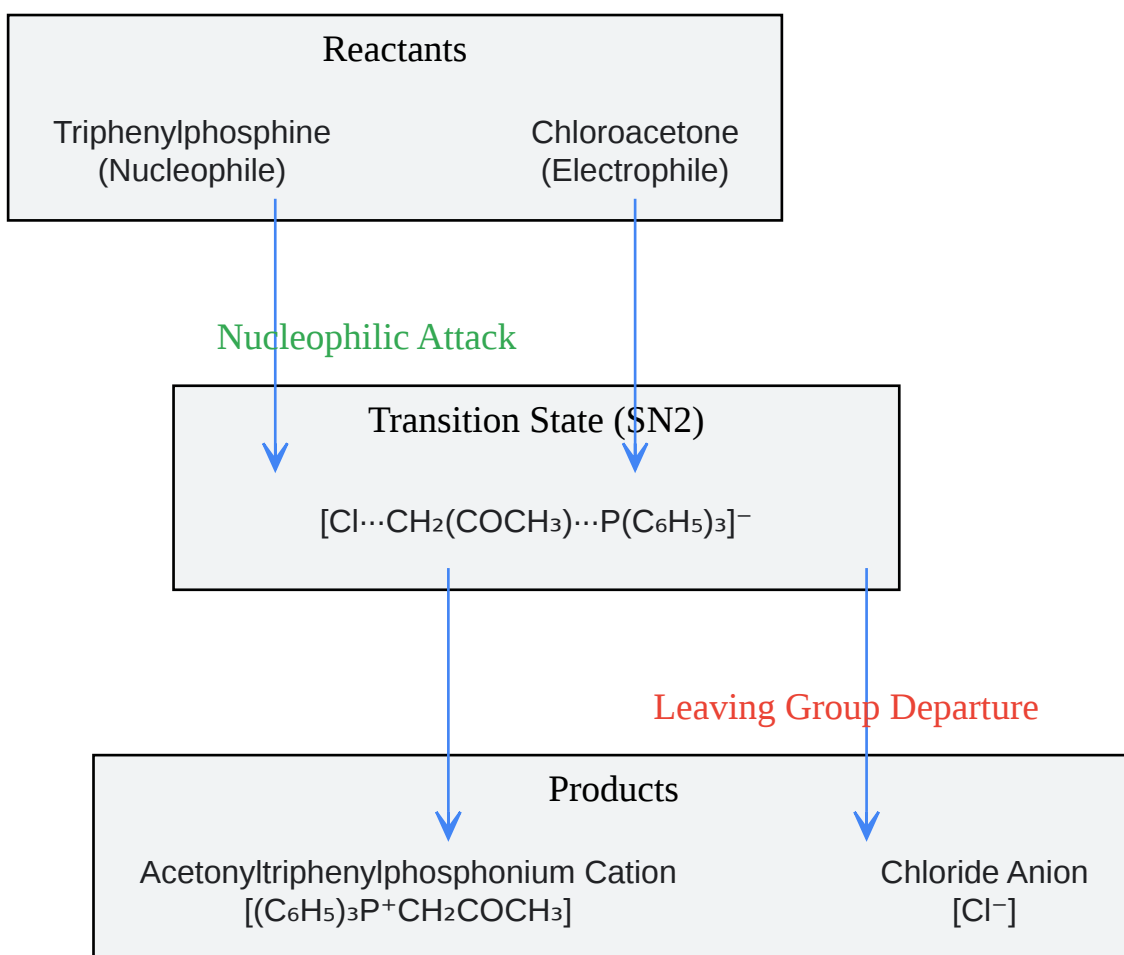 Reactants
Triphenylphosphine
(Nucleophile)
Chloroacetone
(Electrophile)
Nucleophilic Attack
Transition State (SN2)
[Cl···CH₂(COCH₃)···P(C₆H₅)₃]⁻
Leaving Group Departure
Products
Acetonyltriphenylphosphonium Cation
[(C₆H₅)₃P⁺CH₂COCH₃]
Chloride Anion
[Cl⁻]